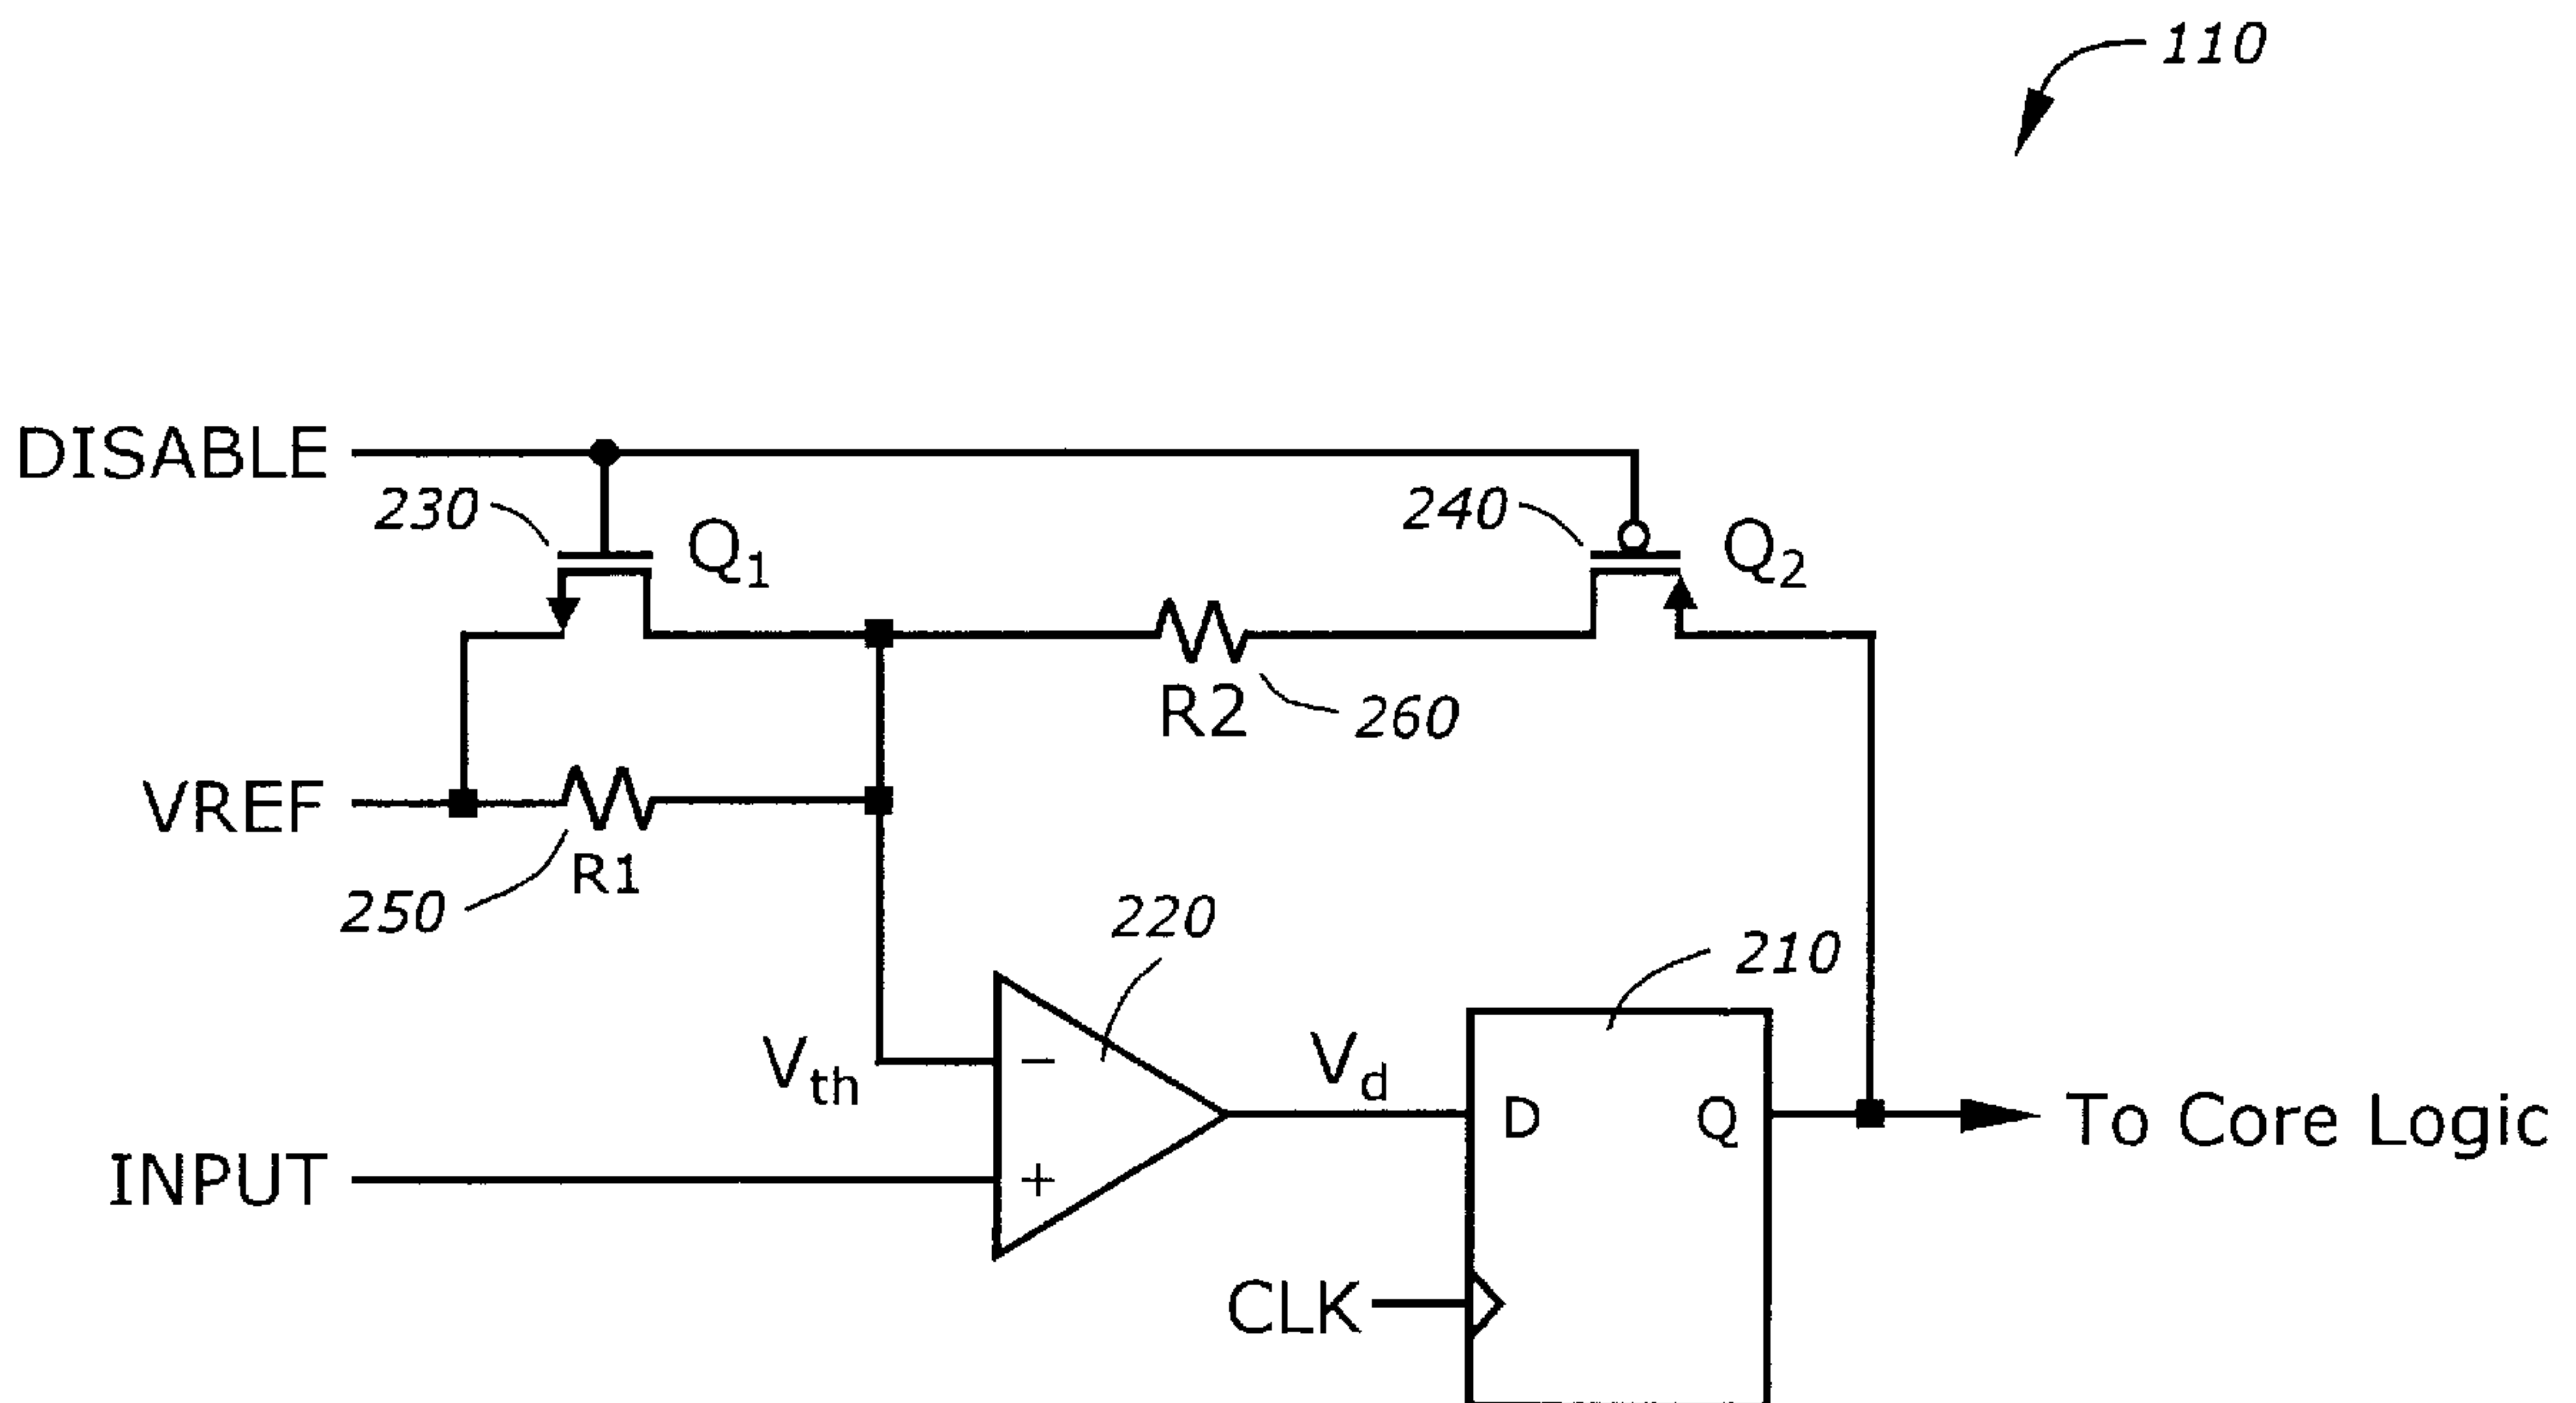 110
DISABLE
230
Q1
240
Q2
R2
260
VREF
R1
250
220
210
Vth
Vd
−
D
Q
To Core Logic
INPUT
+
CLK